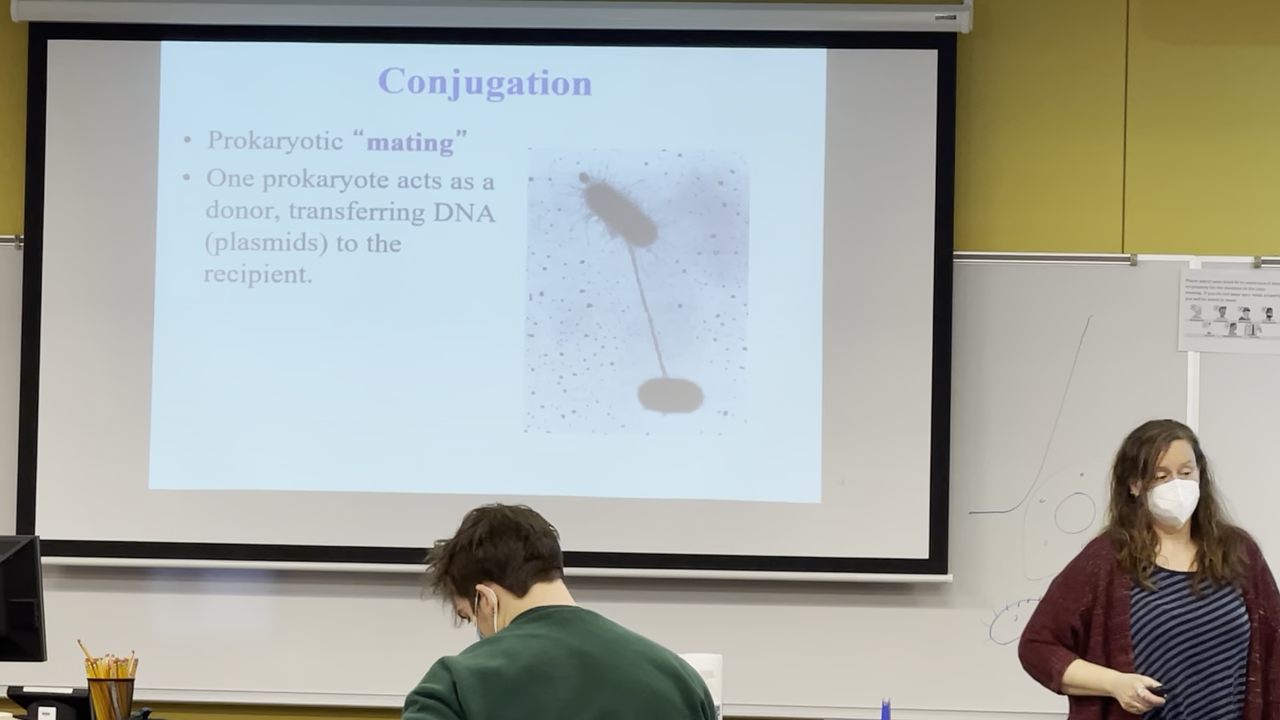 Conjugation
• Prokaryotic “mating”
• One prokaryote acts as a
donor, transferring DNA
(plasmids) to the
recipient.